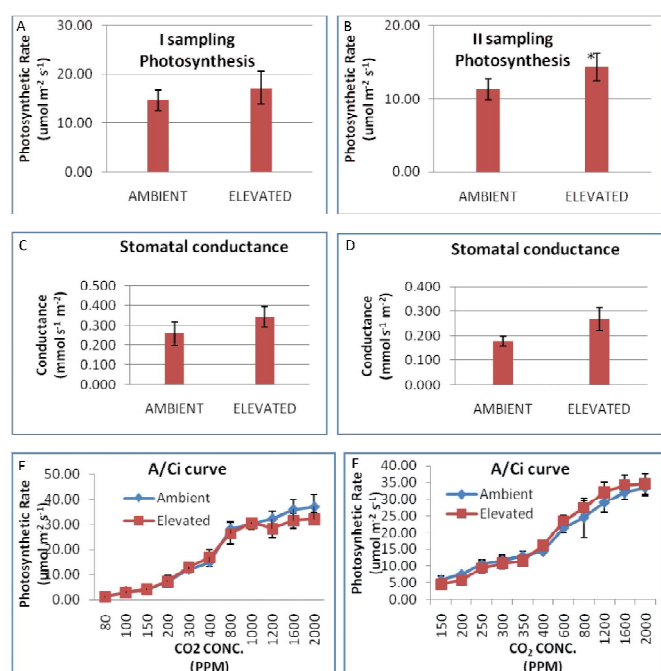 A
I sampling
Photosynthesis
Photosynthetic Rate
(umol m-2 s-1)
30.00
20.00
10.00
0.00
AMBIENT
ELEVATED
B
II sampling
Photosynthesis
*
Photosynthetic Rate
(umol m-2 s-1)
20.00
10.00
0.00
AMBIENT
ELEVATED
C
Stomatal conductance
Conductance
(mmol s-1 m-2)
0.500
0.400
0.300
0.200
0.100
0.000
AMBIENT
ELEVATED
D
Stomatal conductance
Conductance
(mmol s-1 m-2)
0.400
0.300
0.200
0.100
0.000
AMBIENT
ELEVATED
A/Ci curve
Ambient
Elevated
Photosynthetic Rate
(umol m-2 s-1)
50.00
40.00
30.00
20.00
10.00
0.00
80 100 150 200 300 400 800 1000 1200 1600 2000
CO2 CONC.
(PPM)
F
A/Ci curve
Ambient
Elevated
Photosynthetic Rate
(umol m-2 s-1)
40.00
35.00
30.00
25.00
20.00
15.00
10.00
5.00
0.00
150 200 250 300 350 400 600 800 1200 1600 2000
CO2 CONC.
(PPM)